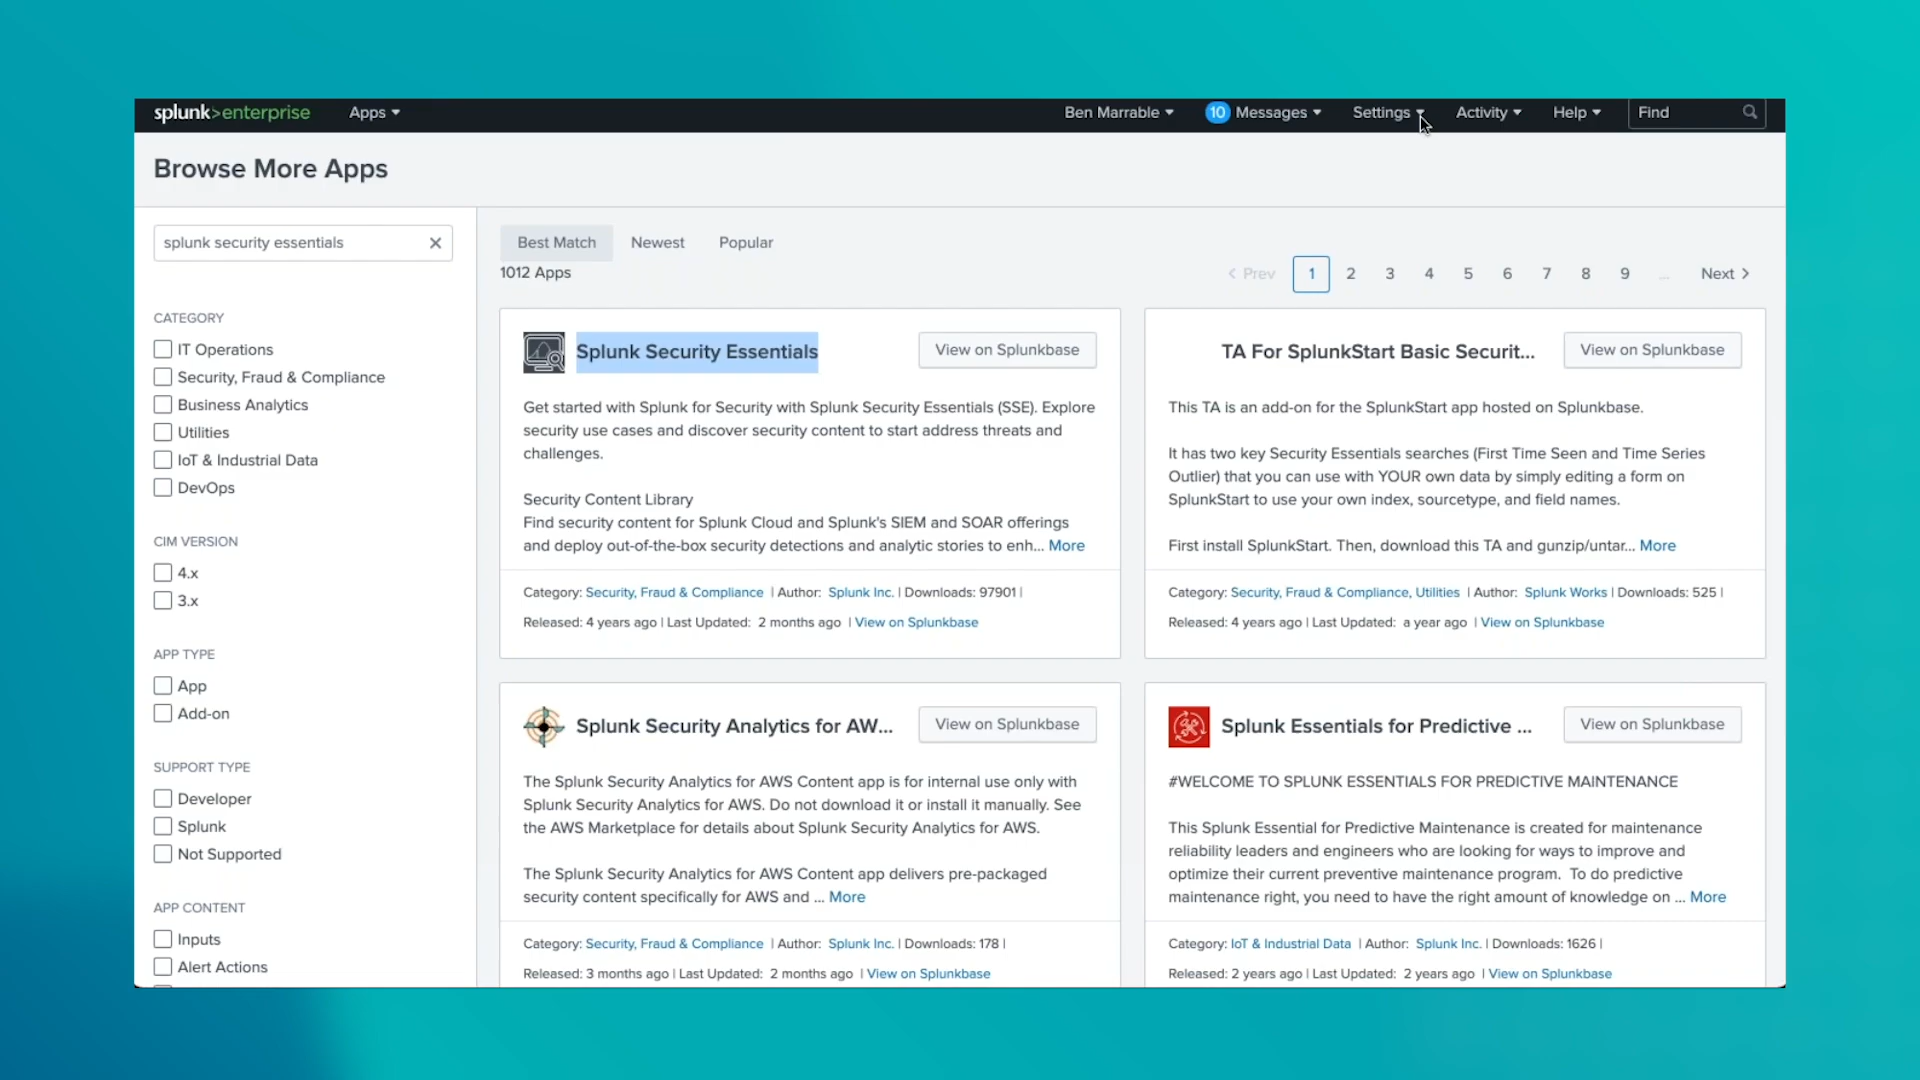 splunk>enterprise Apps Ben Marrable 10 Messages Settings Activity Help Find
Browse More Apps
splunk security essentials
CATEGORY
IT Operations
Security, Fraud & Compliance
Business Analytics
Utilities
IoT & Industrial Data
DevOps
CIM VERSION
4.x
3.x
APP TYPE
App
Add-on
SUPPORT TYPE
Developer
Splunk
Not Supported
APP CONTENT
Inputs
Alert Actions
Best Match Newest Popular
1012 Apps
< Prev 1 2 3 4 5 6 7 8 9 ... Next >
Splunk Security Essentials View on Splunkbase
Get started with Splunk for Security with Splunk Security Essentials (SSE). Explore
security use cases and discover security content to start address threats and
challenges.
Security Content Library
Find security content for Splunk Cloud and Splunk's SIEM and SOAR offerings
and deploy out-of-the-box security detections and analytic stories to enh... More
Category: Security, Fraud & Compliance | Author: Splunk Inc. | Downloads: 97901 |
Released: 4 years ago | Last Updated: 2 months ago | View on Splunkbase
TA For SplunkStart Basic Securit... View on Splunkbase
This TA is an add-on for the SplunkStart app hosted on Splunkbase.
It has two key Security Essentials searches (First Time Seen and Time Series
Outlier) that you can use with YOUR own data by simply editing a form on
SplunkStart to use your own index, sourcetype, and field names.
First install SplunkStart. Then, download this TA and gunzip/untar... More
Category: Security, Fraud & Compliance, Utilities | Author: Splunk Works | Downloads: 525 |
Released: 4 years ago | Last Updated: a year ago | View on Splunkbase
Splunk Security Analytics for AW... View on Splunkbase
The Splunk Security Analytics for AWS Content app is for internal use only with
Splunk Security Analytics for AWS. Do not download it or install it manually. See
the AWS Marketplace for details about Splunk Security Analytics for AWS.
The Splunk Security Analytics for AWS Content app delivers pre-packaged
security content specifically for AWS and ... More
Category: Security, Fraud & Compliance | Author: Splunk Inc. | Downloads: 178 |
Released: 3 months ago | Last Updated: 2 months ago | View on Splunkbase
Splunk Essentials for Predictive ... View on Splunkbase
#WELCOME TO SPLUNK ESSENTIALS FOR PREDICTIVE MAINTENANCE
This Splunk Essential for Predictive Maintenance is created for maintenance
reliability leaders and engineers who are looking for ways to improve and
optimize their current preventive maintenance program. To do predictive
maintenance right, you need to have the right amount of knowledge on ... More
Category: IoT & Industrial Data | Author: Splunk Inc. | Downloads: 1626 |
Released: 2 years ago | Last Updated: 2 years ago | View on Splunkbase